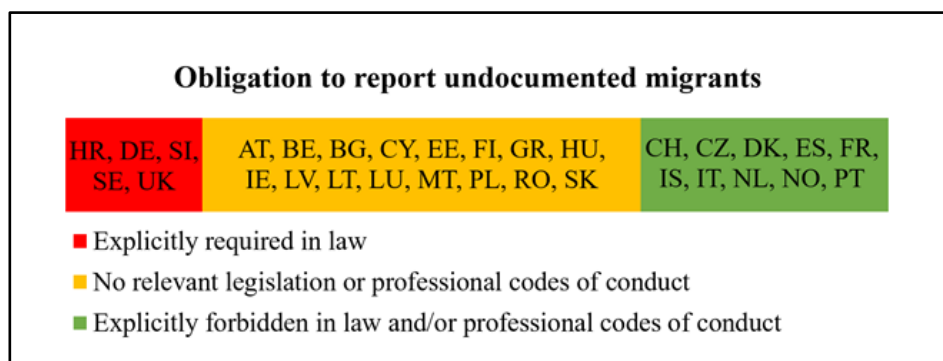 Obligation to report undocumented migrants
HR, DE, SI,
SE, UK
AT, BE, BG, CY, EE, FI, GR, HU,
IE, LV, LT, LU, MT, PL, RO, SK
CH, CZ, DK, ES, FR,
IS, IT, NL, NO, PT
Explicitly required in law
No relevant legislation or professional codes of conduct
Explicitly forbidden in law and/or professional codes of conduct